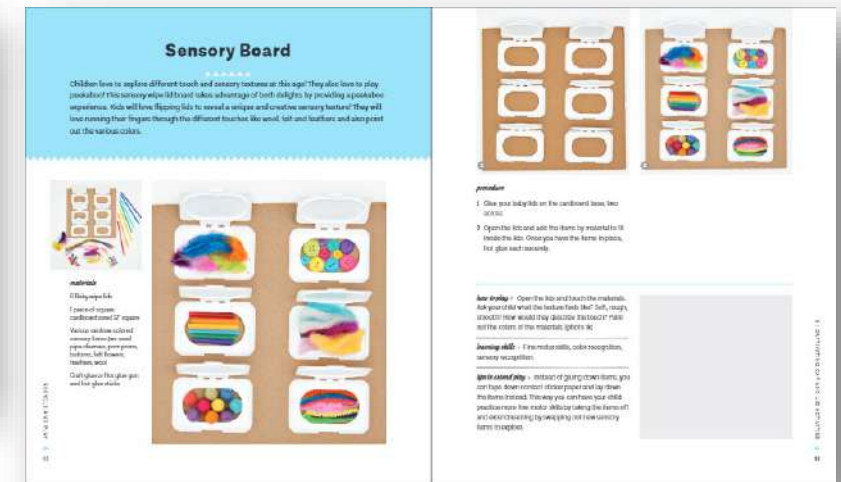 Sensory Board
Children love to explore different touch and sensory textures at this age! They also love to play
peekaboo! This sensory wipe lid board takes advantage of both delights by providing a peekaboo
experience. Kids will love flipping lids to reveal a unique and creative sensory texture! They will
love running their fingers through the different touches like wool, felt and feathers and also point
out the various colors.
materials
6 Baby wipe lids
1 piece of square
cardboard sized 12" square
Various rainbow colored
sensory items (we used
pipe cleaners, pom poms,
buttons, felt flowers,
feathers, wool
Craft glue or hot glue gun
and hot glue sticks
procedure
1 Glue your baby lids on the cardboard base, two
across.
2 Open the lids and add the items by material to fit
inside the lids. Once you have the items in place,
hot glue each securely.
how to play : Open the lids and touch the materials.
Ask your child what the texture feels like? Soft, rough,
smooth? How would they describe the touch? Point
out the colors of the materials.
learning skills : Fine motor skills, color recognition,
sensory recognition
tips to extend play : Instead of gluing down items, you
can tape down contact sticker paper and lay down
the items instead. This way you can have your child
practice more fine motor skills by taking the items off
and extend learning by swapping out new sensory
items to explore.